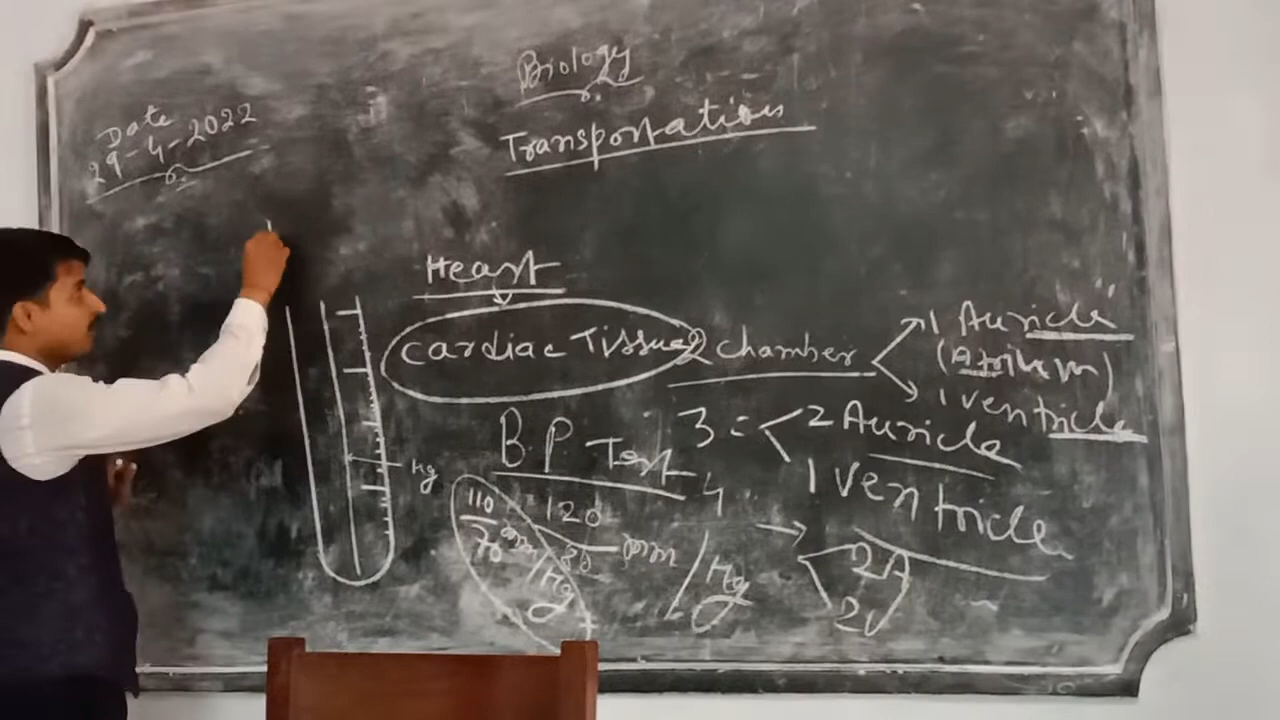 Biology
Transportation
Date
29-4-2022
Heart
Cardiac Tissue
2 chamber
1 Auricle
(Atrium)
1 ventricle
B.P. Test
3 = 2 Auricle
1 ventricle
Hg
110
70 mm/Hg
120
80 mm/Hg
4
2A
2V